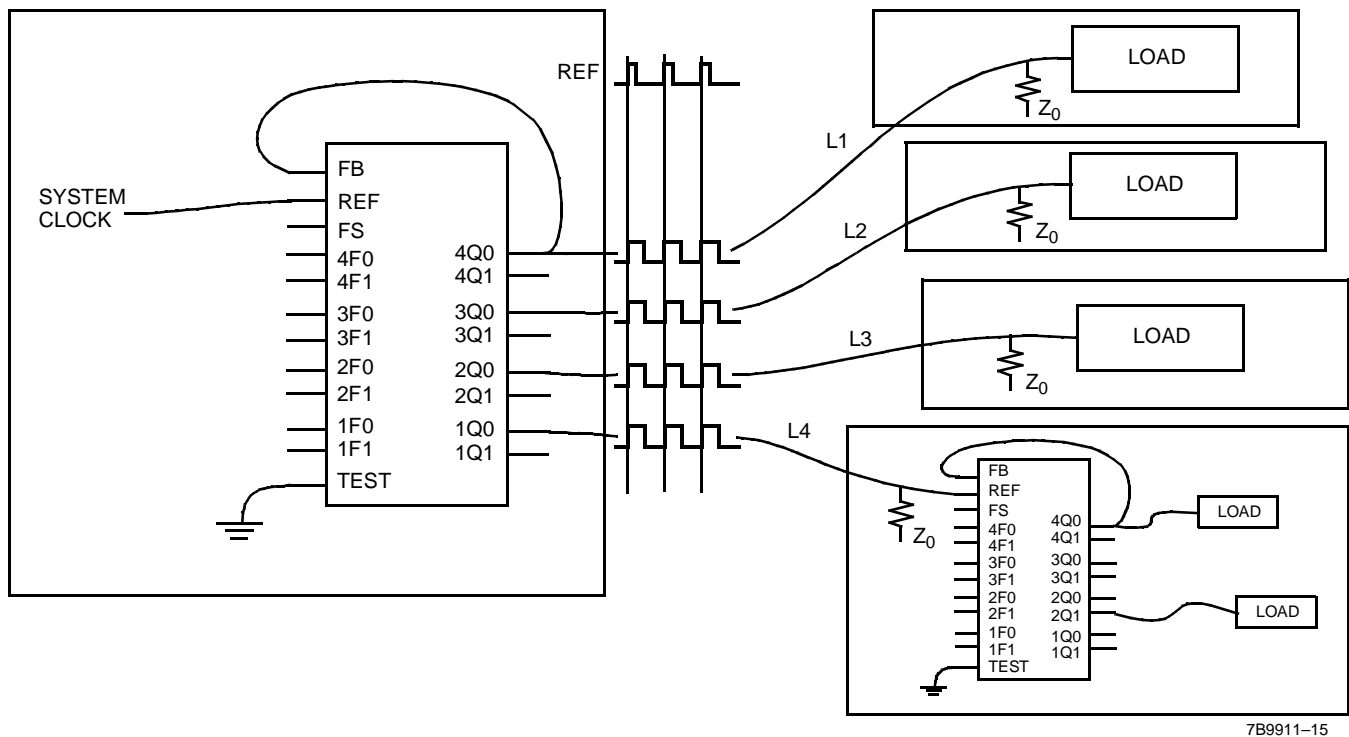 REF
SYSTEM
CLOCK
FB
REF
FS
4F0
4F1
3F0
3F1
2F0
2F1
1F0
1F1
TEST
4Q0
4Q1
3Q0
3Q1
2Q0
2Q1
1Q0
1Q1
L1
L2
L3
L4
LOAD
Z0
LOAD
Z0
LOAD
Z0
Z0
FB
REF
FS
4F0
4F1
3F0
3F1
2F0
2F1
1F0
1F1
TEST
4Q0
4Q1
3Q0
3Q1
2Q0
2Q1
1Q0
1Q1
LOAD
LOAD
7B9911–15